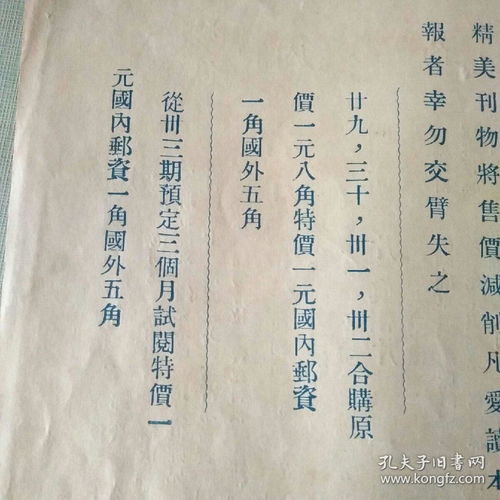 精美刊物將售價減削凡愛讀本
報者幸勿交臂失之
廿九，三十，卅一，卅二合購原
價一元八角特價一元國內郵資
一角國外五角
從卅三期預定三個月試閱特價一
元國內郵資一角國外五角
孔夫子旧书网
www.kongfz.com